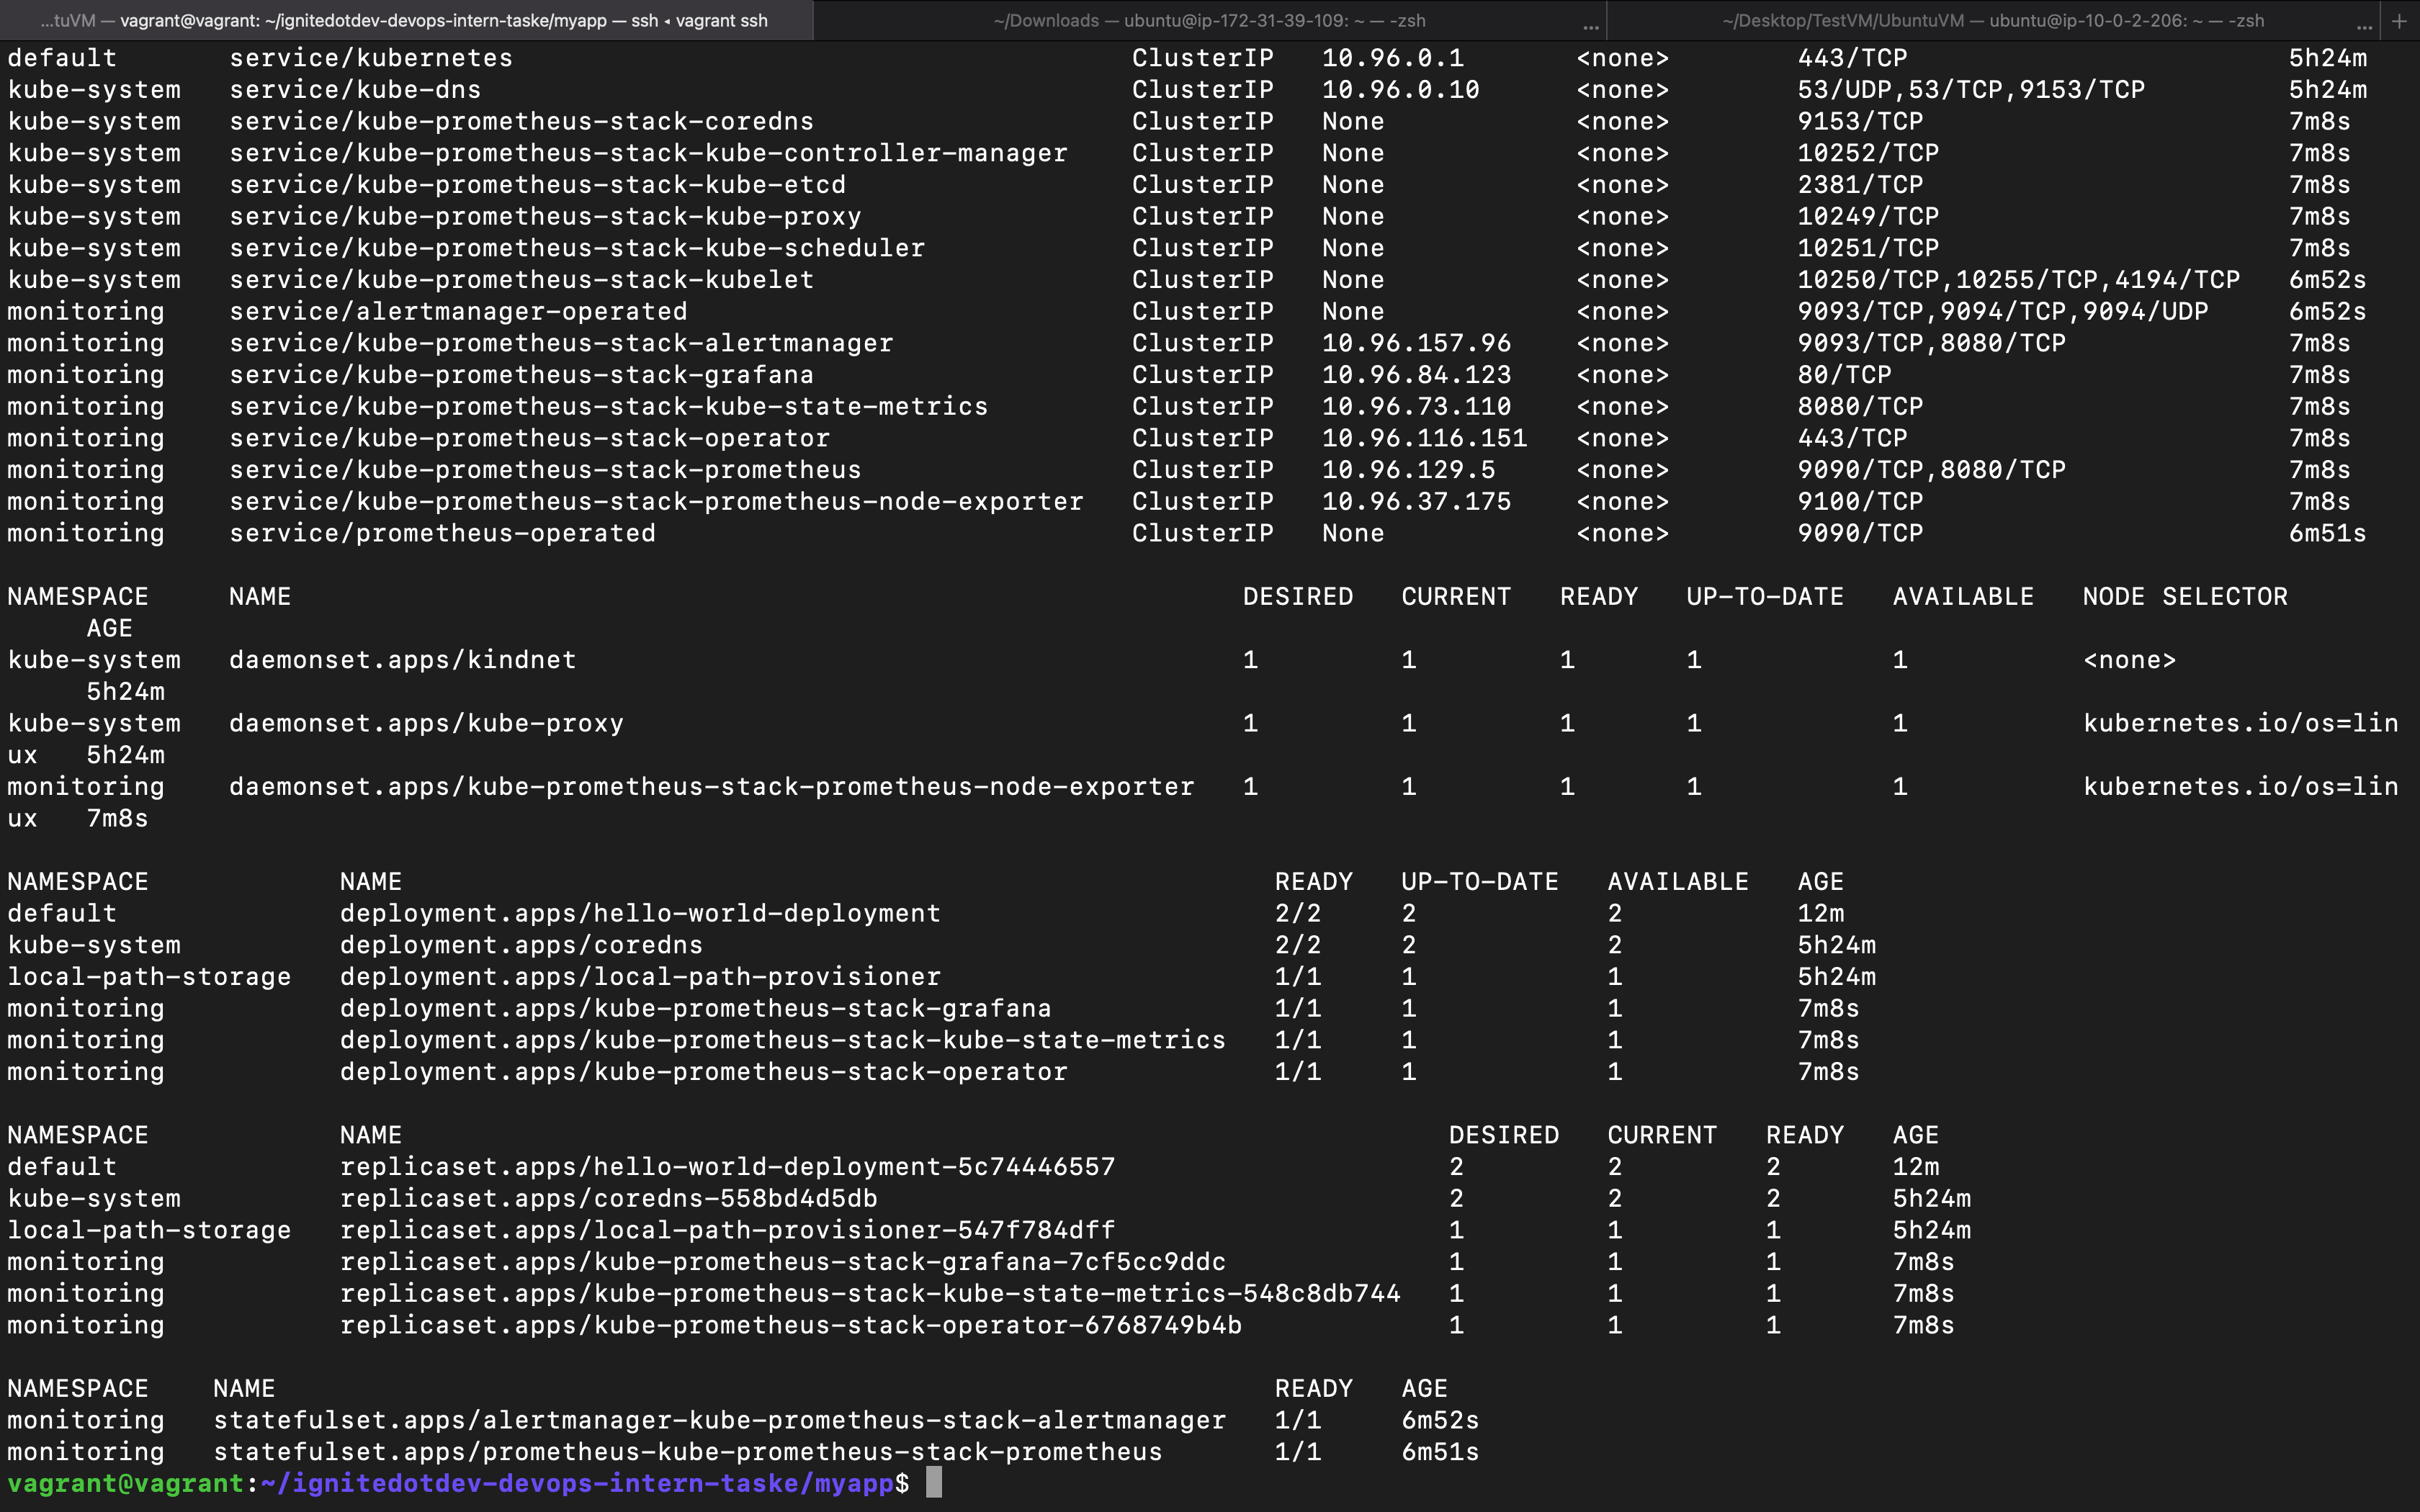 ...tuVM — vagrant@vagrant: ~/ignitedotdev-devops-intern-taske/myapp — ssh ◂ vagrant ssh ~/Downloads — ubuntu@ip-172-31-39-109: ~ — -zsh ... ~/Desktop/TestVM/UbuntuVM — ubuntu@ip-10-0-2-206: ~ — -zsh ... +
default service/kubernetes ClusterIP 10.96.0.1 <none> 443/TCP 5h24m
kube-system service/kube-dns ClusterIP 10.96.0.10 <none> 53/UDP,53/TCP,9153/TCP 5h24m
kube-system service/kube-prometheus-stack-coredns ClusterIP None <none> 9153/TCP 7m8s
kube-system service/kube-prometheus-stack-kube-controller-manager ClusterIP None <none> 10252/TCP 7m8s
kube-system service/kube-prometheus-stack-kube-etcd ClusterIP None <none> 2381/TCP 7m8s
kube-system service/kube-prometheus-stack-kube-proxy ClusterIP None <none> 10249/TCP 7m8s
kube-system service/kube-prometheus-stack-kube-scheduler ClusterIP None <none> 10251/TCP 7m8s
kube-system service/kube-prometheus-stack-kubelet ClusterIP None <none> 10250/TCP,10255/TCP,4194/TCP 6m52s
monitoring service/alertmanager-operated ClusterIP None <none> 9093/TCP,9094/TCP,9094/UDP 6m52s
monitoring service/kube-prometheus-stack-alertmanager ClusterIP 10.96.157.96 <none> 9093/TCP,8080/TCP 7m8s
monitoring service/kube-prometheus-stack-grafana ClusterIP 10.96.84.123 <none> 80/TCP 7m8s
monitoring service/kube-prometheus-stack-kube-state-metrics ClusterIP 10.96.73.110 <none> 8080/TCP 7m8s
monitoring service/kube-prometheus-stack-operator ClusterIP 10.96.116.151 <none> 443/TCP 7m8s
monitoring service/kube-prometheus-stack-prometheus ClusterIP 10.96.129.5 <none> 9090/TCP,8080/TCP 7m8s
monitoring service/kube-prometheus-stack-prometheus-node-exporter ClusterIP 10.96.37.175 <none> 9100/TCP 7m8s
monitoring service/prometheus-operated ClusterIP None <none> 9090/TCP 6m51s
NAMESPACE NAME DESIRED CURRENT READY UP-TO-DATE AVAILABLE NODE SELECTOR
AGE
kube-system daemonset.apps/kindnet 1 1 1 1 1 <none>
5h24m
kube-system daemonset.apps/kube-proxy 1 1 1 1 1 kubernetes.io/os=lin
ux 5h24m
monitoring daemonset.apps/kube-prometheus-stack-prometheus-node-exporter 1 1 1 1 1 kubernetes.io/os=lin
ux 7m8s
NAMESPACE NAME READY UP-TO-DATE AVAILABLE AGE
default deployment.apps/hello-world-deployment 2/2 2 2 12m
kube-system deployment.apps/coredns 2/2 2 2 5h24m
local-path-storage deployment.apps/local-path-provisioner 1/1 1 1 5h24m
monitoring deployment.apps/kube-prometheus-stack-grafana 1/1 1 1 7m8s
monitoring deployment.apps/kube-prometheus-stack-kube-state-metrics 1/1 1 1 7m8s
monitoring deployment.apps/kube-prometheus-stack-operator 1/1 1 1 7m8s
NAMESPACE NAME DESIRED CURRENT READY AGE
default replicaset.apps/hello-world-deployment-5c74446557 2 2 2 12m
kube-system replicaset.apps/coredns-558bd4d5db 2 2 2 5h24m
local-path-storage replicaset.apps/local-path-provisioner-547f784dff 1 1 1 5h24m
monitoring replicaset.apps/kube-prometheus-stack-grafana-7cf5cc9ddc 1 1 1 7m8s
monitoring replicaset.apps/kube-prometheus-stack-kube-state-metrics-548c8db744 1 1 1 7m8s
monitoring replicaset.apps/kube-prometheus-stack-operator-6768749b4b 1 1 1 7m8s
NAMESPACE NAME READY AGE
monitoring statefulset.apps/alertmanager-kube-prometheus-stack-alertmanager 1/1 6m52s
monitoring statefulset.apps/prometheus-kube-prometheus-stack-prometheus 1/1 6m51s
vagrant@vagrant:~/ignitedotdev-devops-intern-taske/myapp$